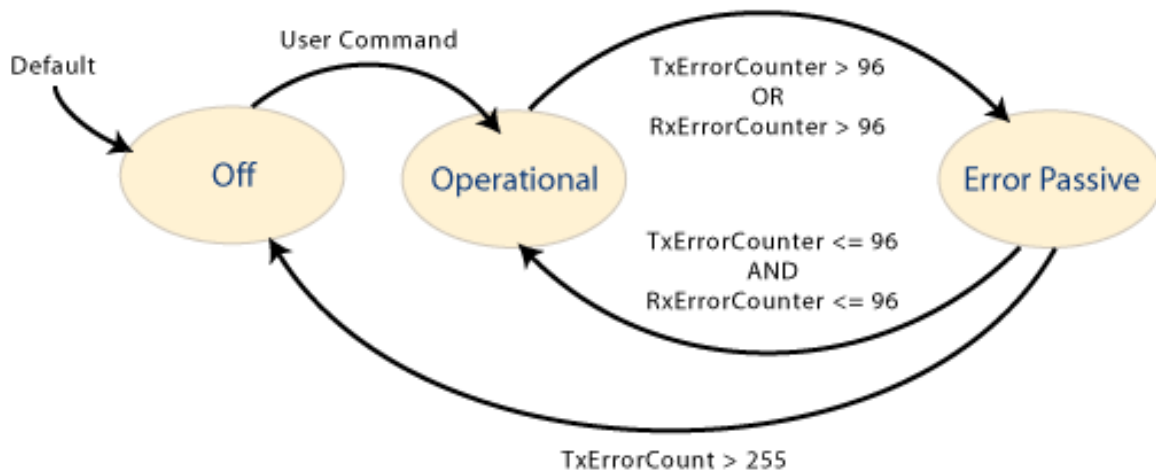 Default
User Command
Off
Operational
TxErrorCounter > 96
OR
RxErrorCounter > 96
Error Passive
TxErrorCounter <= 96
AND
RxErrorCounter <= 96
TxErrorCount > 255